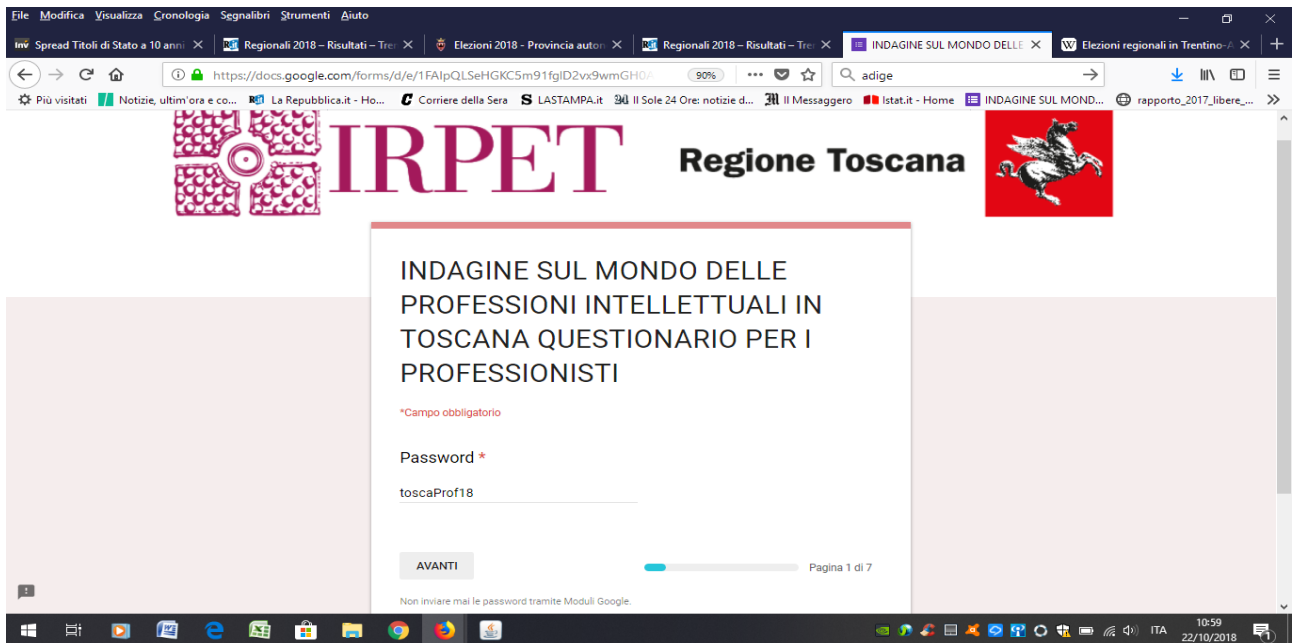 File Modifica Visualizza Cronologia Segnalibri Strumenti Aiuto
Inv Spread Titoli di Stato a 10 anni
Regionali 2018 – Risultati – Tre
Elezioni 2018 - Provincia auton
Regionali 2018 – Risultati – Tre
INDAGINE SUL MONDO DELLE
W Elezioni regionali in Trentino-A
https://docs.google.com/forms/d/e/1FAIpQLSeHGKC5m91fglD2vx9wmGH0A 90% adige
Più visitati Notizie, ultim'ora e co... La Repubblica.it - Ho... Corriere della Sera S LASTAMPA.it Il Sole 24 Ore: notizie d... Il Messaggero Istat.it - Home INDAGINE SUL MOND... rapporto_2017_libere_...
IRPET Regione Toscana
INDAGINE SUL MONDO DELLE
PROFESSIONI INTELLETTUALI IN
TOSCANA QUESTIONARIO PER I
PROFESSIONISTI
*Campo obbligatorio
Password *
toscaProf18
AVANTI Pagina 1 di 7
Non inviare mai le password tramite Moduli Google.
ITA 10:59
22/10/2018